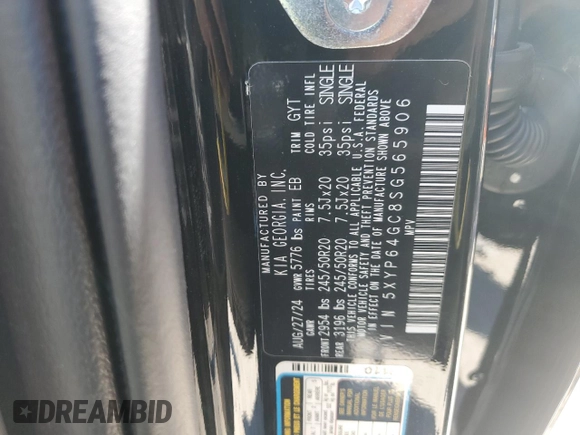 MANUFACTURED BY
KIA GEORGIA, INC.
AUG/27/24 GVWR 5776 lbs PAINT EB TRIM GYT
GAWR TIRES RIMS COLD TIRE INFL
FRONT 2954 lbs 245/50R20 7.5Jx20 35psi SINGLE
REAR 3196 lbs 245/50R20 7.5Jx20 35psi SINGLE
THIS VEHICLE CONFORMS TO ALL APPLICABLE U.S.A. FEDERAL
MOTOR VEHICLE SAFETY AND THEFT PREVENTION STANDARDS
IN EFFECT ON THE DATE OF MANUFACTURE SHOWN ABOVE
VIN 5XYP64GC8SG565906
MPV
DREAMBID